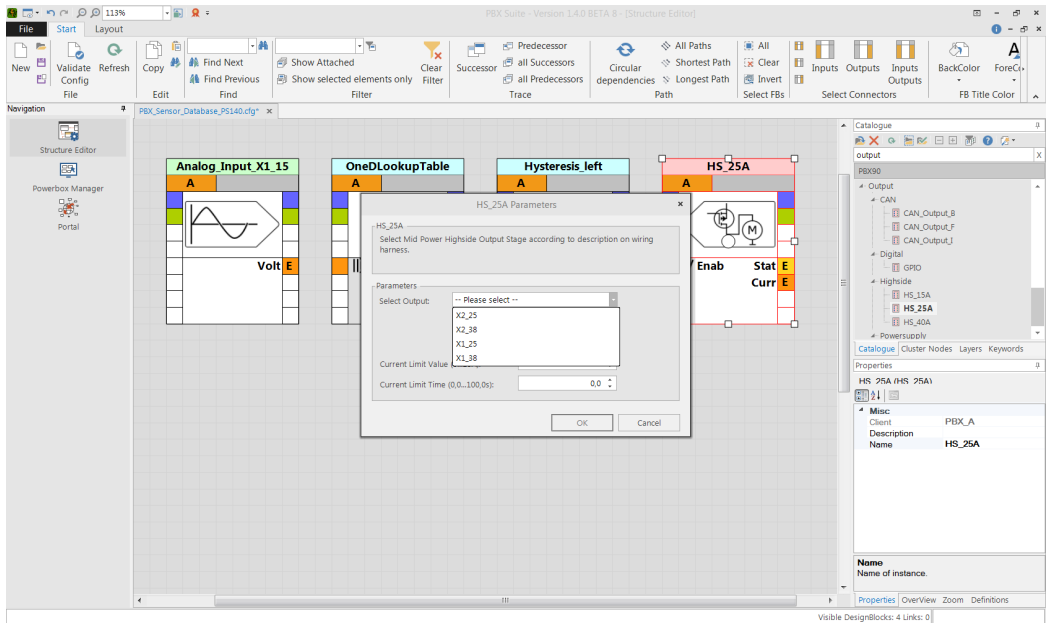 113%
PBX Suite - Version 1.4.0 BETA 8 - [Structure Editor]
File Start Layout
New Validate Config Refresh
File
Copy
Edit
Find Next
Find Previous
Find
Show Attached
Show selected elements only
Clear Filter
Filter
Successor
Predecessor
all Successors
all Predecessors
Trace
Circular dependencies
All Paths
Shortest Path
Longest Path
Path
All
Clear
Invert
Select FBs
Inputs Outputs Inputs Outputs
Select Connectors
BackColor ForeCo
FB Title Color
Navigation
Structure Editor
Powerbox Manager
Portal
PBX_Sensor_Database_PS140.cfg*
Analog_Input_X1_15
A
Volt E
OneDLookupTable
A
Hysteresis_left
A
HS_25A
A
M
Enab Stat E
Curr E
HS_25A Parameters
HS_25A
Select Mid Power Highside Output Stage according to description on wiring
harness.
Parameters
Select Output: -- Please select --
X2_25
X2_38
X1_25
X1_38
Current Limit Value
Current Limit Time (0,0...100,0s): 0,0
OK Cancel
Catalogue
output X
PBX90
Output
CAN
CAN_Output_B
CAN_Output_F
CAN_Output_I
Digital
GPIO
Highside
HS_15A
HS_25A
HS_40A
Powersupply
Catalogue Cluster Nodes Layers Keywords
Properties
HS_25A (HS_25A)
Misc
Client PBX_A
Description
Name HS_25A
Name
Name of instance.
Properties OverView Zoom Definitions
Visible DesignBlocks: 4 Links: 0